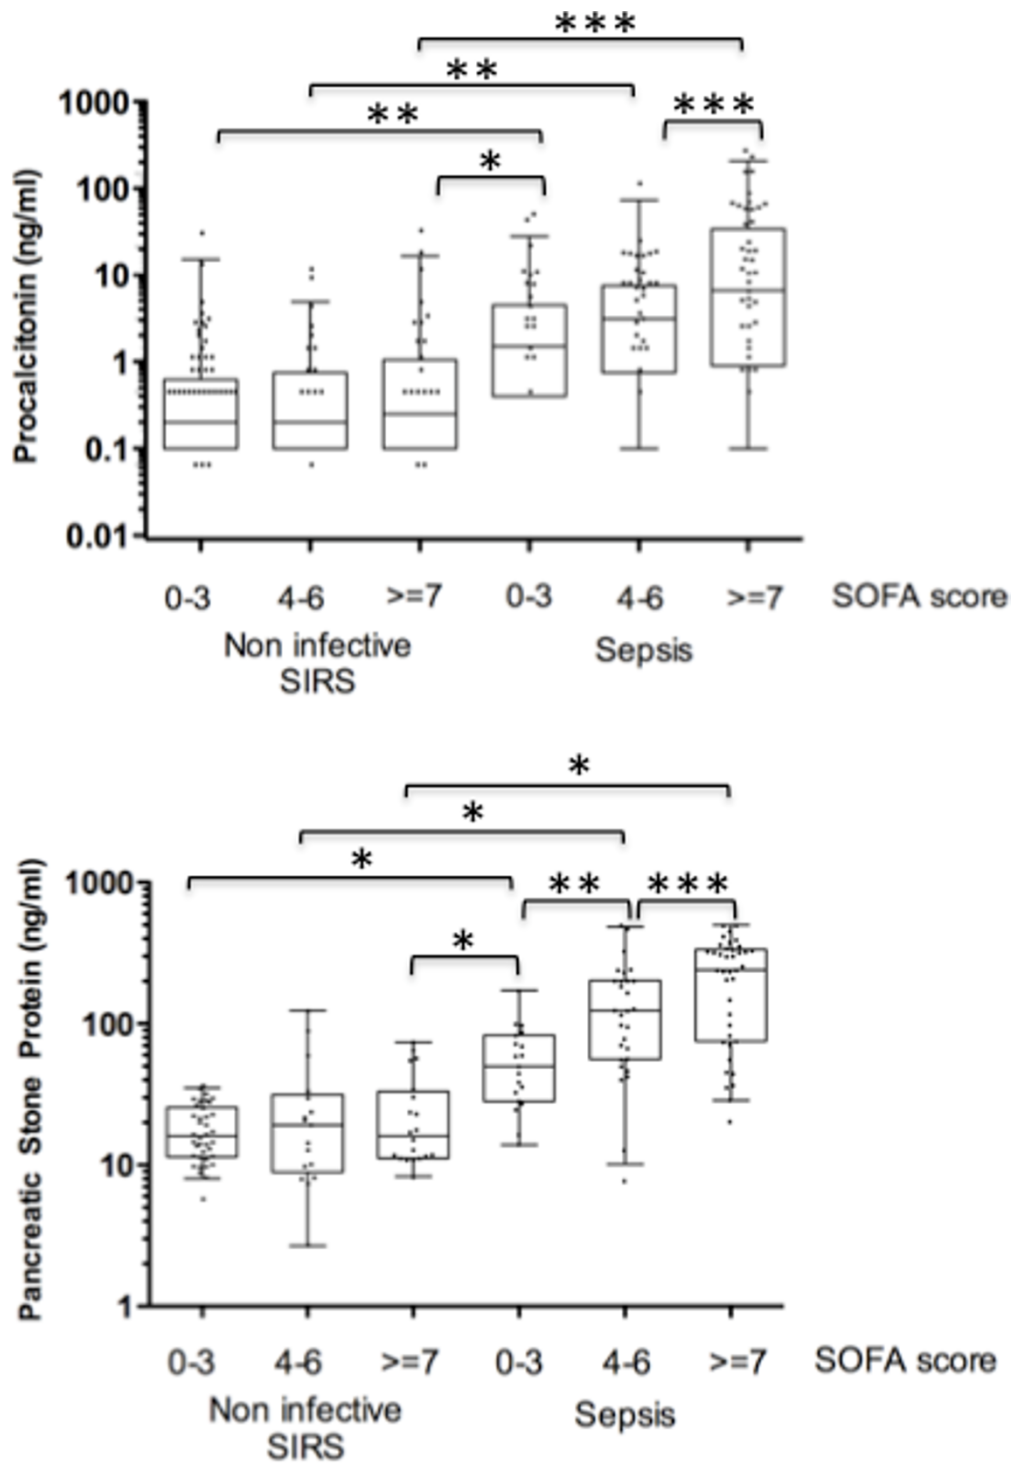 ***
**
1000
***
**
*
100
10
1
0.1
0.01
Procalcitonin (ng/ml)
0-3 4-6 >=7 0-3 4-6 >=7 SOFA score
Non infective
SIRS
Sepsis
*
*
*
1000
** ***
*
100
10
1
Pancreatic Stone Protein (ng/ml)
0-3 4-6 >=7 0-3 4-6 >=7 SOFA score
Non infective
SIRS
Sepsis